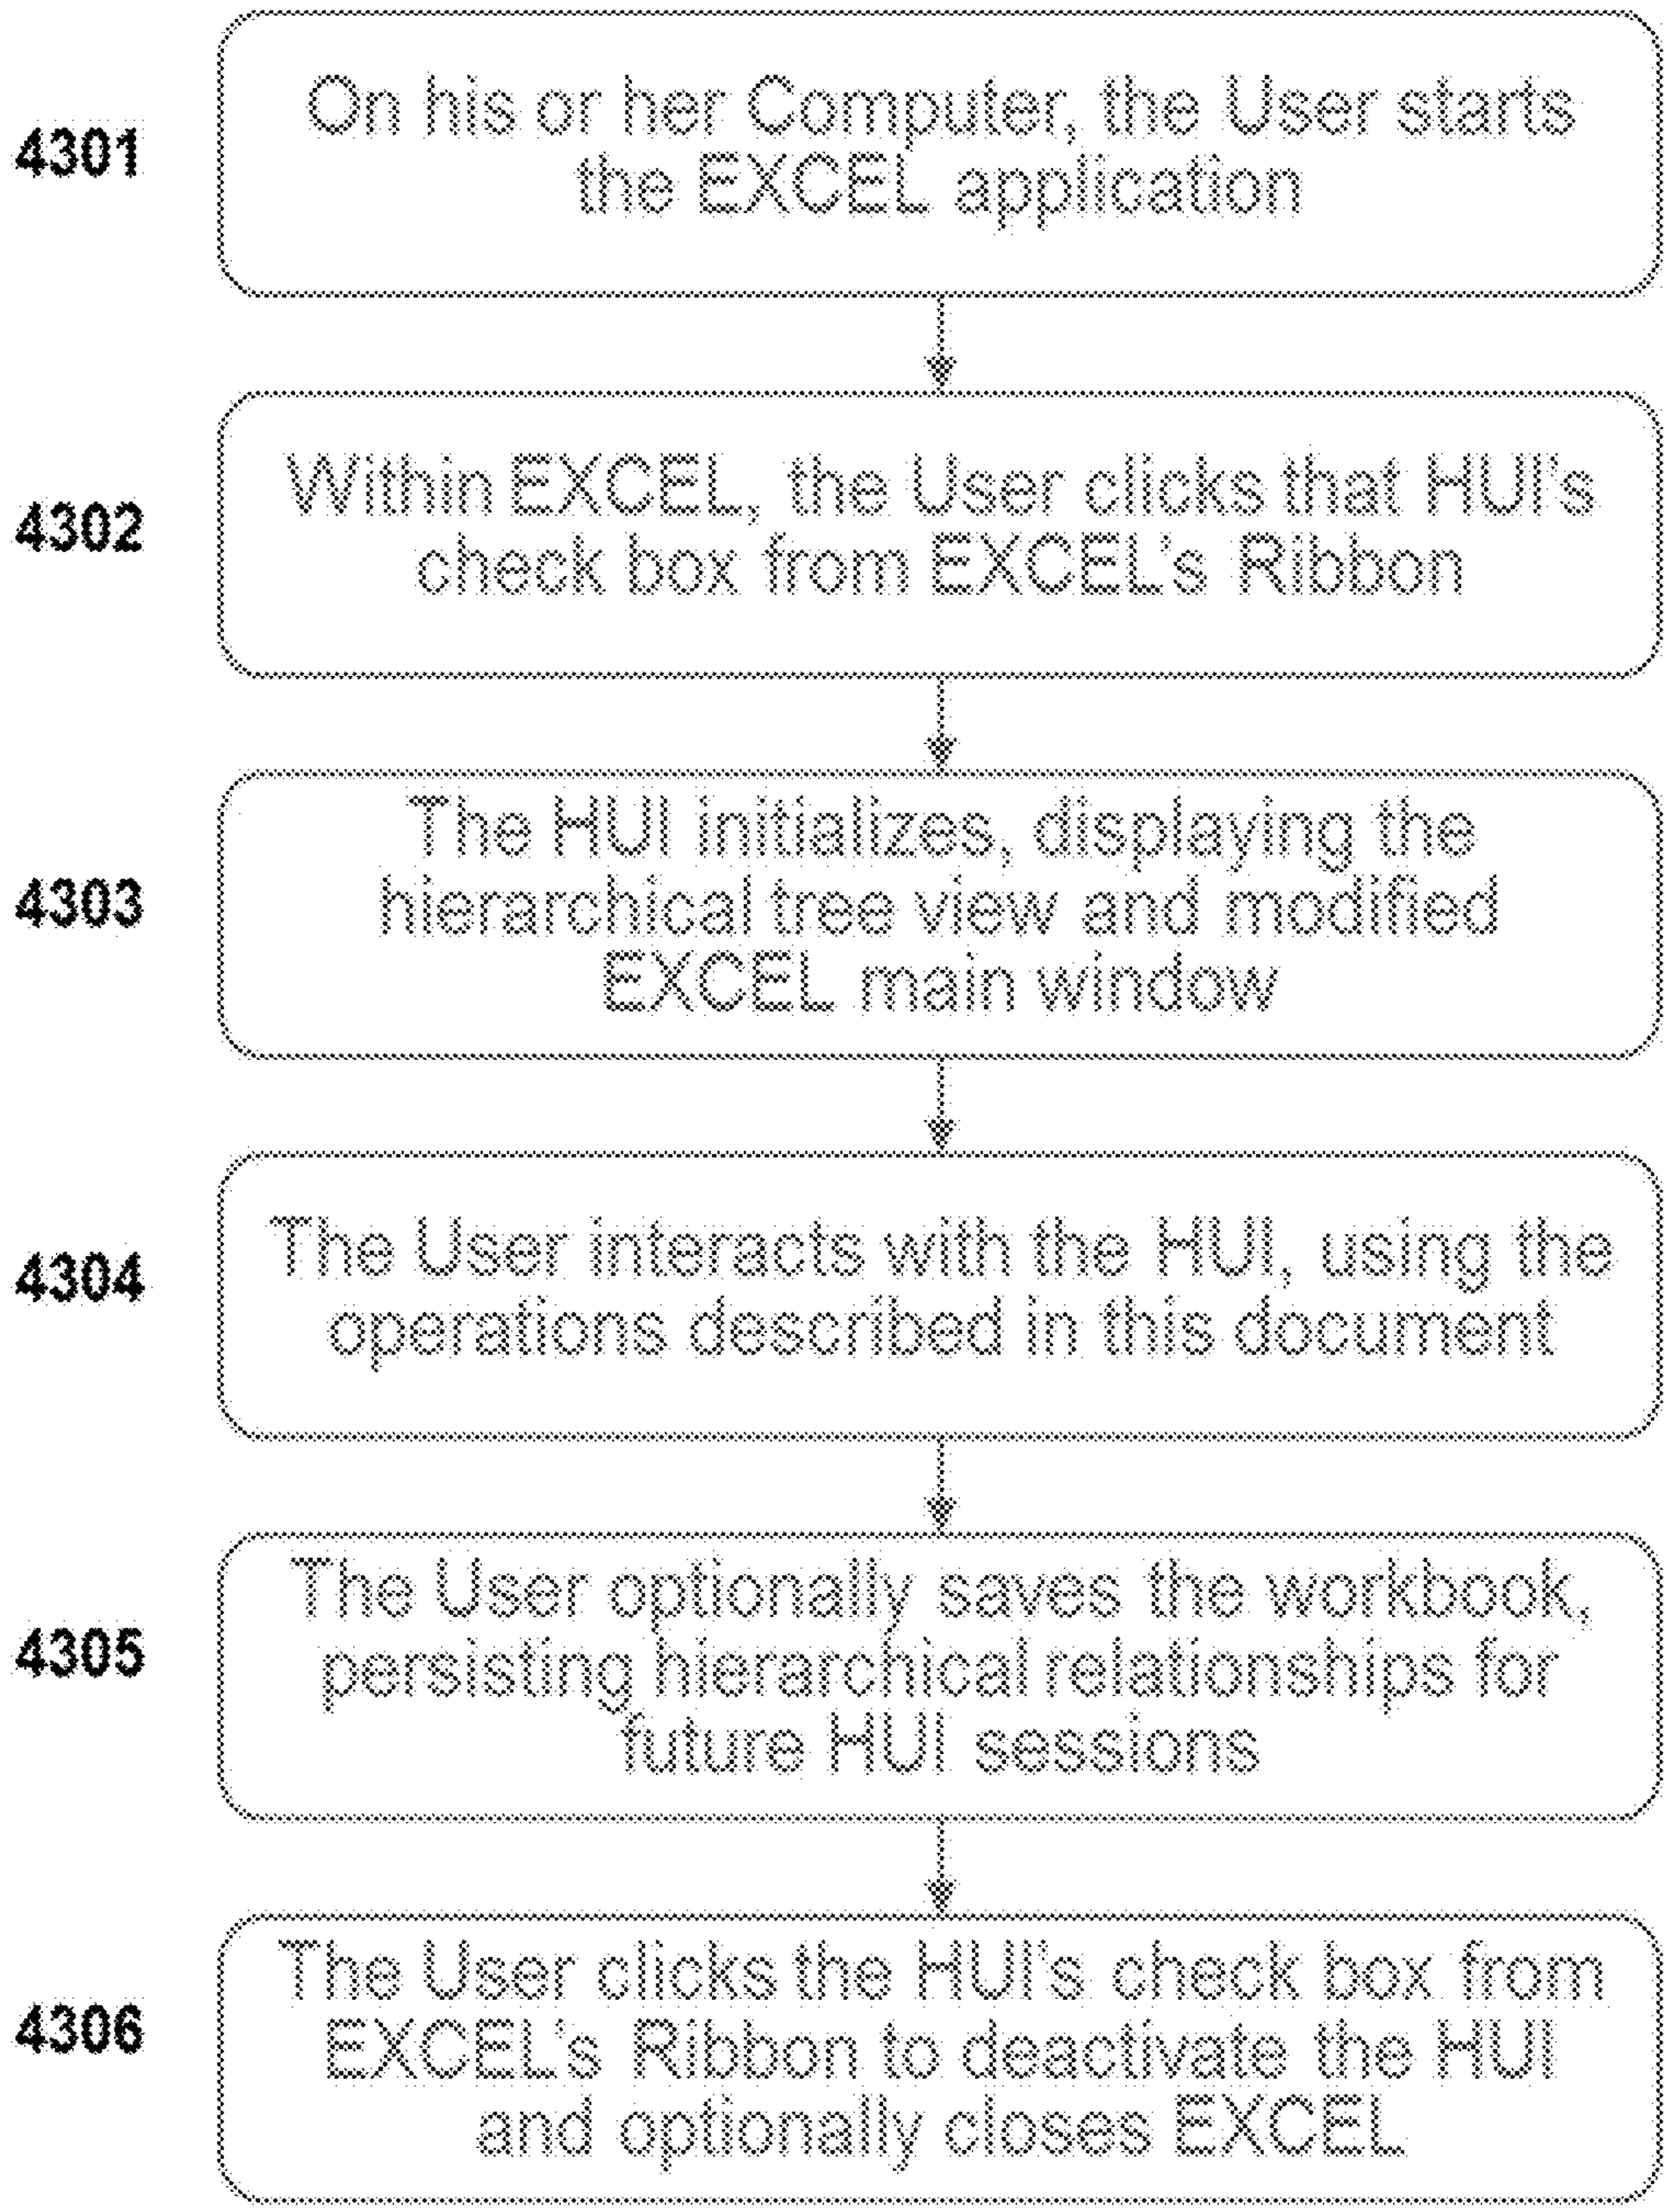 4301
On his or her Computer, the User starts
the EXCEL application
4302
Within EXCEL, the User clicks that HUI's
check box from EXCEL's Ribbon
4303
The HUI initializes, displaying the
hierarchical tree view and modified
EXCEL main window
4304
The User interacts with the HUI, using the
operations described in this document
4305
The User optionally saves the workbook,
persisting hierarchical relationships for
future HUI sessions
4306
The User clicks the HUI's check box from
EXCEL's Ribbon to deactivate the HUI
and optionally closes EXCEL